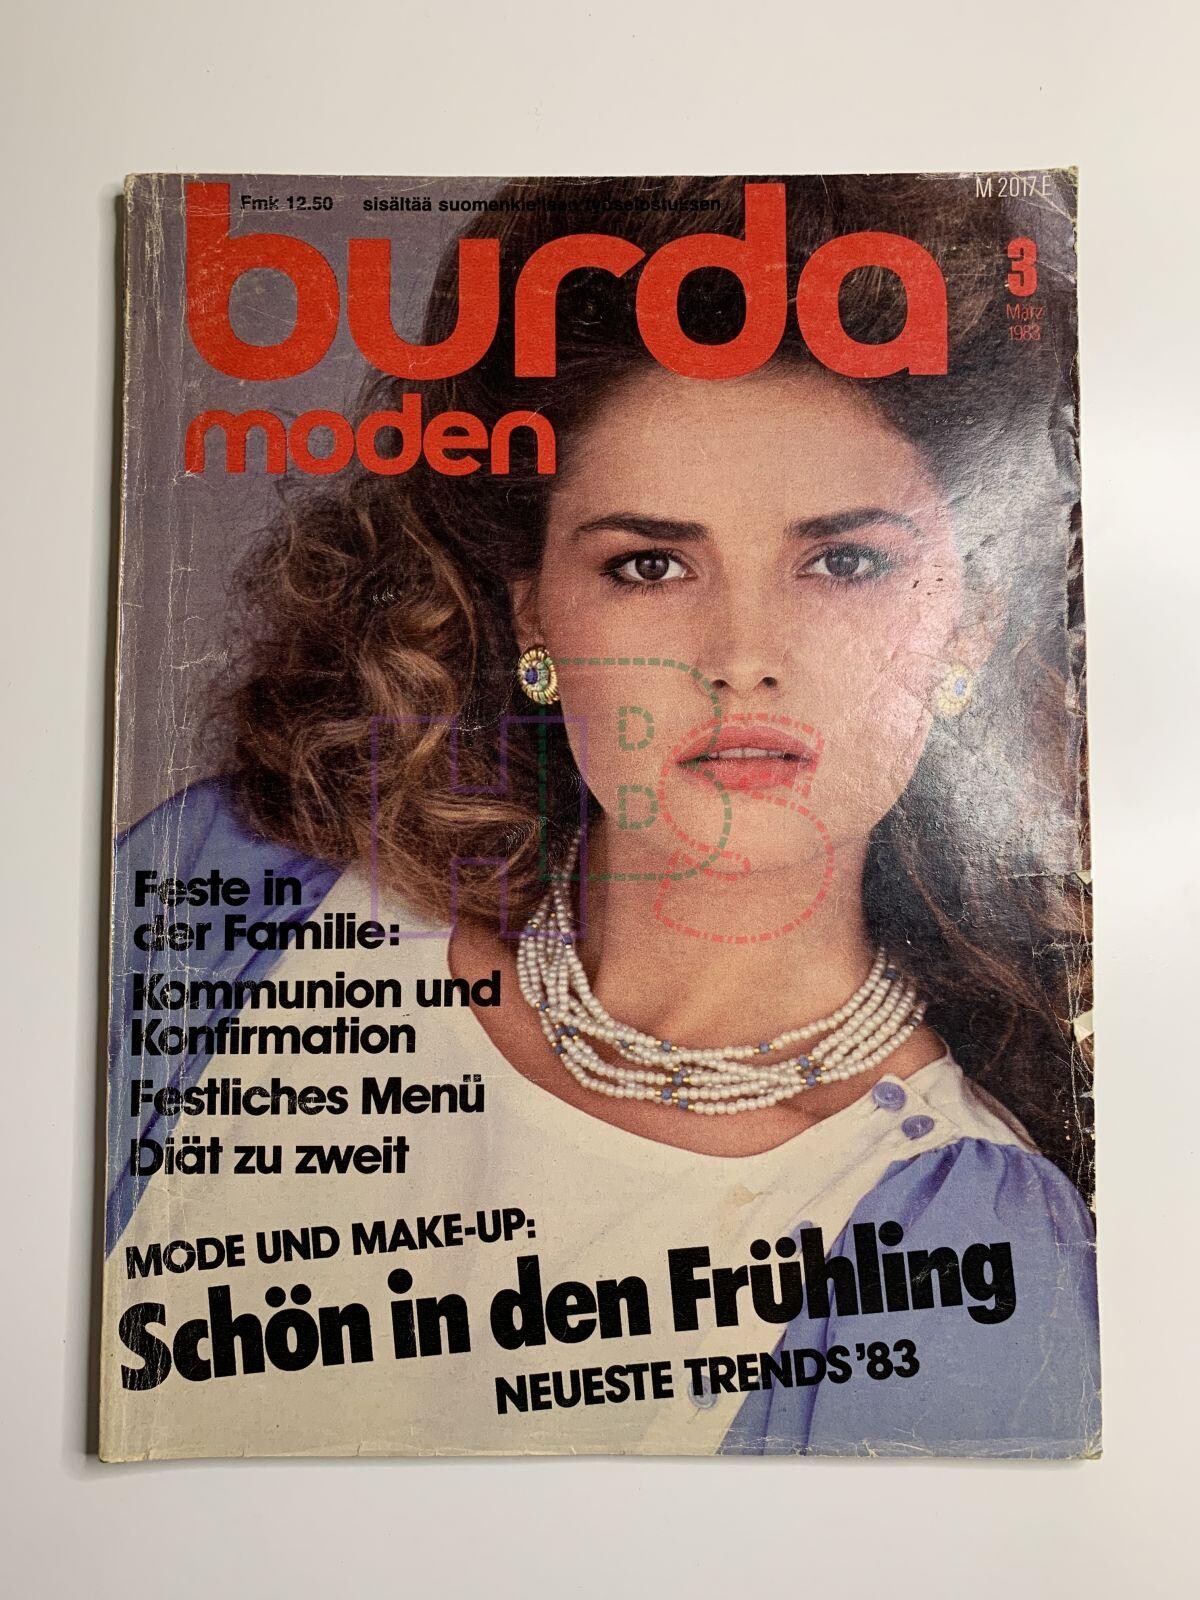 Fmk 12.50 sisältää suomenkielisen työselostuksen
M 2017 E
burda
3
März
1983
moden
HBS
Feste in
der Familie:
Kommunion und
Konfirmation
Festliches Menü
Diät zu zweit
MODE UND MAKE-UP:
Schön in den Frühling
NEUESTE TRENDS '83